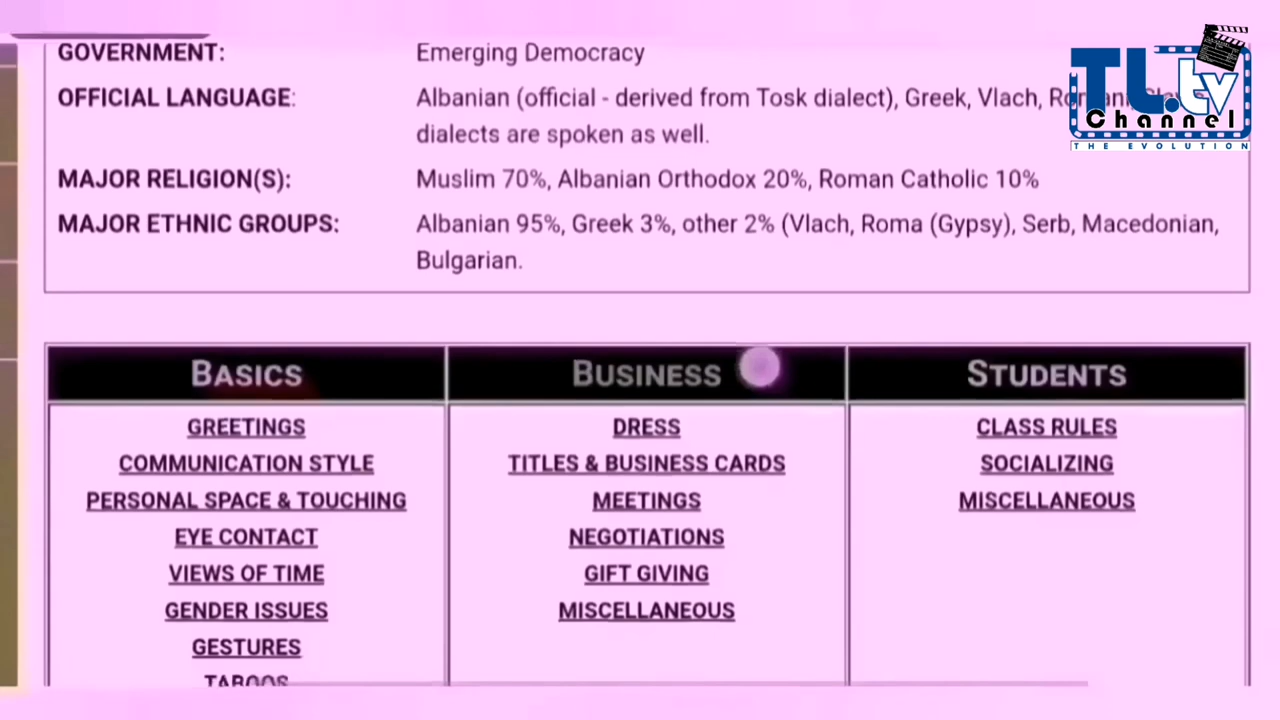 GOVERNMENT: Emerging Democracy
OFFICIAL LANGUAGE: Albanian (official - derived from Tosk dialect), Greek, Vlach,
dialects are spoken as well.
MAJOR RELIGION(S): Muslim 70%, Albanian Orthodox 20%, Roman Catholic 10%
MAJOR ETHNIC GROUPS: Albanian 95%, Greek 3%, other 2% (Vlach, Roma (Gypsy), Serb, Macedonian,
Bulgarian.
TL.tv
Channel
THE EVOLUTION
BASICS
GREETINGS
COMMUNICATION STYLE
PERSONAL SPACE & TOUCHING
EYE CONTACT
VIEWS OF TIME
GENDER ISSUES
GESTURES
TABOOS
BUSINESS
DRESS
TITLES & BUSINESS CARDS
MEETINGS
NEGOTIATIONS
GIFT GIVING
MISCELLANEOUS
STUDENTS
CLASS RULES
SOCIALIZING
MISCELLANEOUS